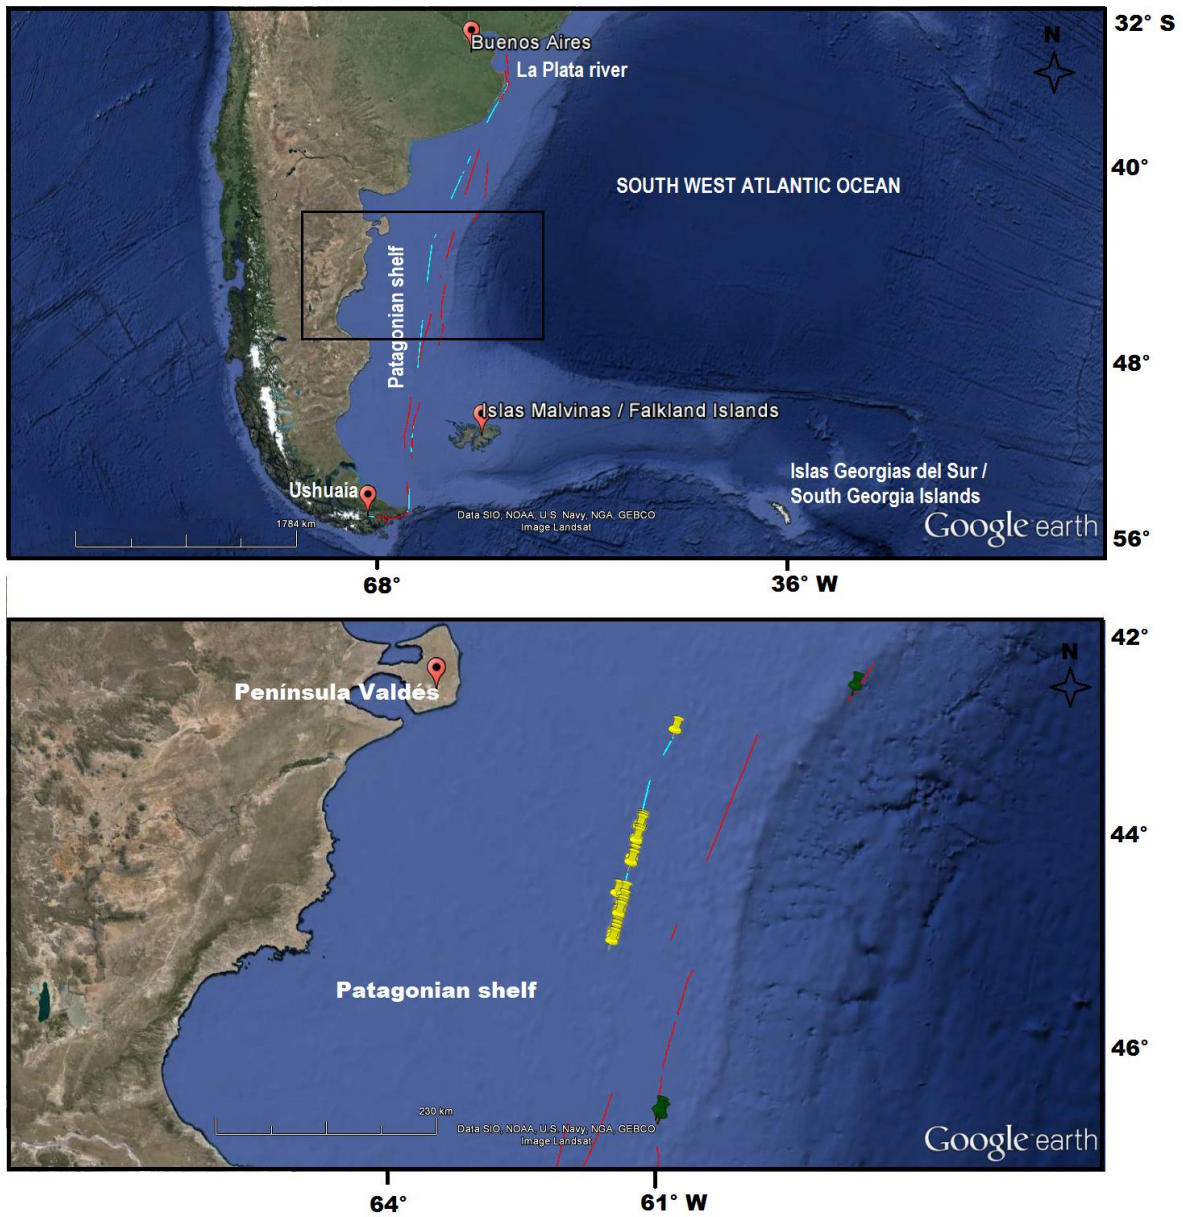 32° S
N
Buenos Aires
La Plata river
40°
SOUTH WEST ATLANTIC OCEAN
Patagonian shelf
48°
Islas Malvinas / Falkland Islands
Islas Georgias del Sur /
South Georgia Islands
Ushuaia
1784 km
Data SIO, NOAA, U.S. Navy, NGA, GEBCO
Image Landsat
Google earth
56°
68°
36° W
42°
N
Península Valdés
44°
Patagonian shelf
46°
230 km
Data SIO, NOAA, U.S. Navy, NGA, GEBCO
Image Landsat
Google earth
64°
61° W